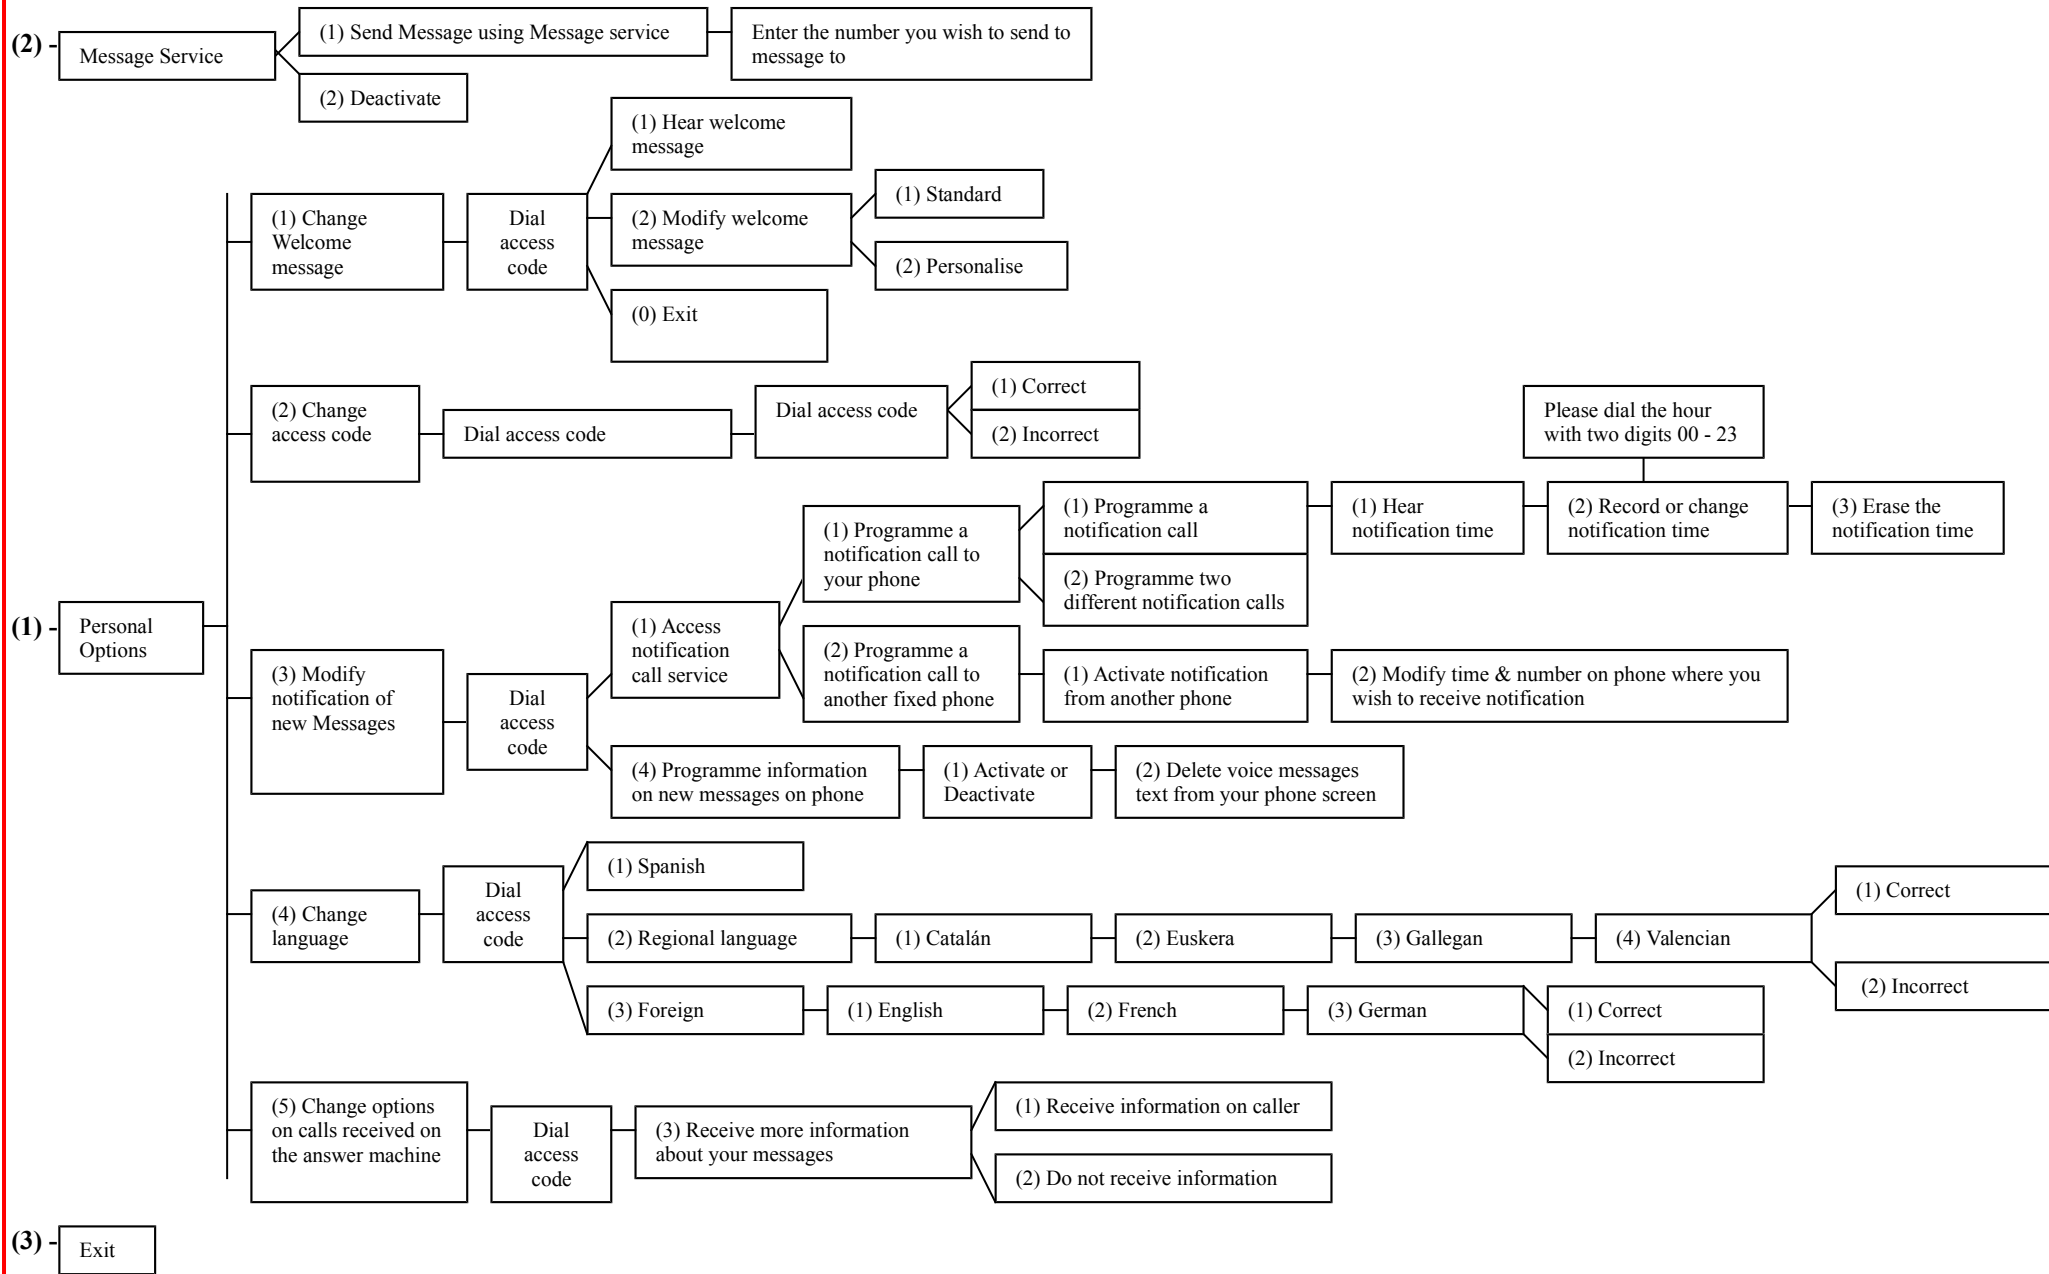 (2) -
Message Service
(1) Send Message using Message service
Enter the number you wish to send to
message to
(2) Deactivate
(1) -
Personal
Options
(1) Change
Welcome
message
Dial
access
code
(1) Hear welcome
message
(2) Modify welcome
message
(1) Standard
(2) Personalise
(0) Exit
(2) Change
access code
Dial access code
Dial access code
(1) Correct
(2) Incorrect
(3) Modify
notification of
new Messages
Dial
access
code
(1) Access
notification
call service
(1) Programme a
notification call to
your phone
(1) Programme a
notification call
(1) Hear
notification time
Please dial the hour
with two digits 00 - 23
(2) Record or change
notification time
(3) Erase the
notification time
(2) Programme two
different notification calls
(2) Programme a
notification call to
another fixed phone
(1) Activate notification
from another phone
(2) Modify time & number on phone where you
wish to receive notification
(4) Programme information
on new messages on phone
(1) Activate or
Deactivate
(2) Delete voice messages
text from your phone screen
(4) Change
language
Dial
access
code
(1) Spanish
(2) Regional language
(1) Catalán
(2) Euskera
(3) Gallegan
(4) Valencian
(1) Correct
(2) Incorrect
(3) Foreign
(1) English
(2) French
(3) German
(1) Correct
(2) Incorrect
(5) Change options
on calls received on
the answer machine
Dial
access
code
(3) Receive more information
about your messages
(1) Receive information on caller
(2) Do not receive information
(3) -
Exit